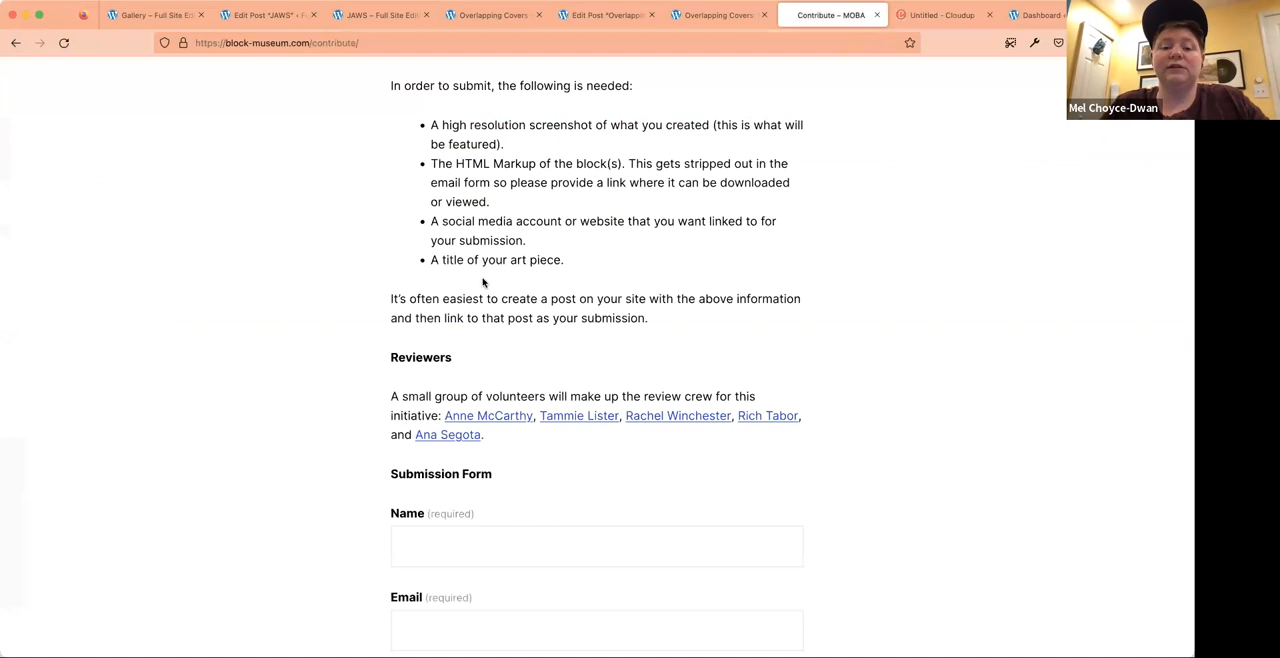 Gallery – Full Site Edi
Edit Post “JAWS” ‹ F
JAWS – Full Site Edi
Overlapping Covers
Edit Post “Overlappi
Overlapping Covers
Contribute – MOBA
Untitled - Cloudup
Dashboard
https://block-museum.com/contribute/
Mel Choyce-Dwan
In order to submit, the following is needed:
• A high resolution screenshot of what you created (this is what will
be featured).
• The HTML Markup of the block(s). This gets stripped out in the
email form so please provide a link where it can be downloaded
or viewed.
• A social media account or website that you want linked to for
your submission.
• A title of your art piece.
It’s often easiest to create a post on your site with the above information
and then link to that post as your submission.
Reviewers
A small group of volunteers will make up the review crew for this
initiative: Anne McCarthy, Tammie Lister, Rachel Winchester, Rich Tabor,
and Ana Segota.
Submission Form
Name (required)
Email (required)